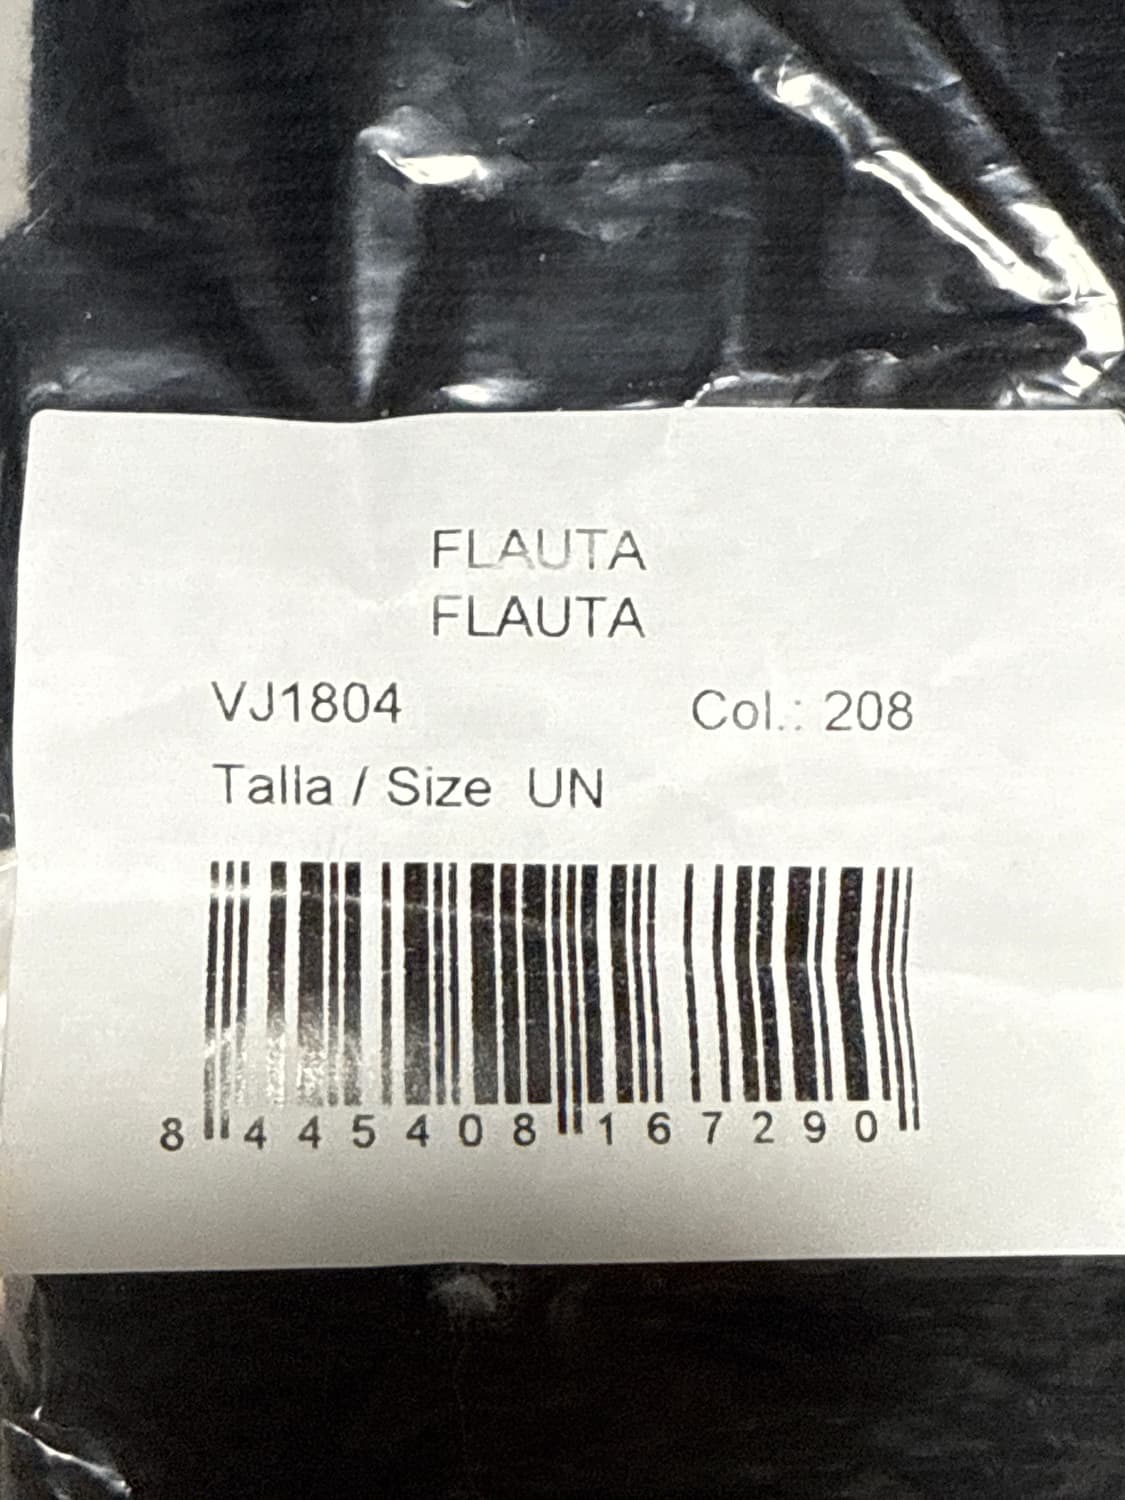 FLAUTA
FLAUTA
VJ1804 Col.: 208
Talla / Size UN
8 445408 167290